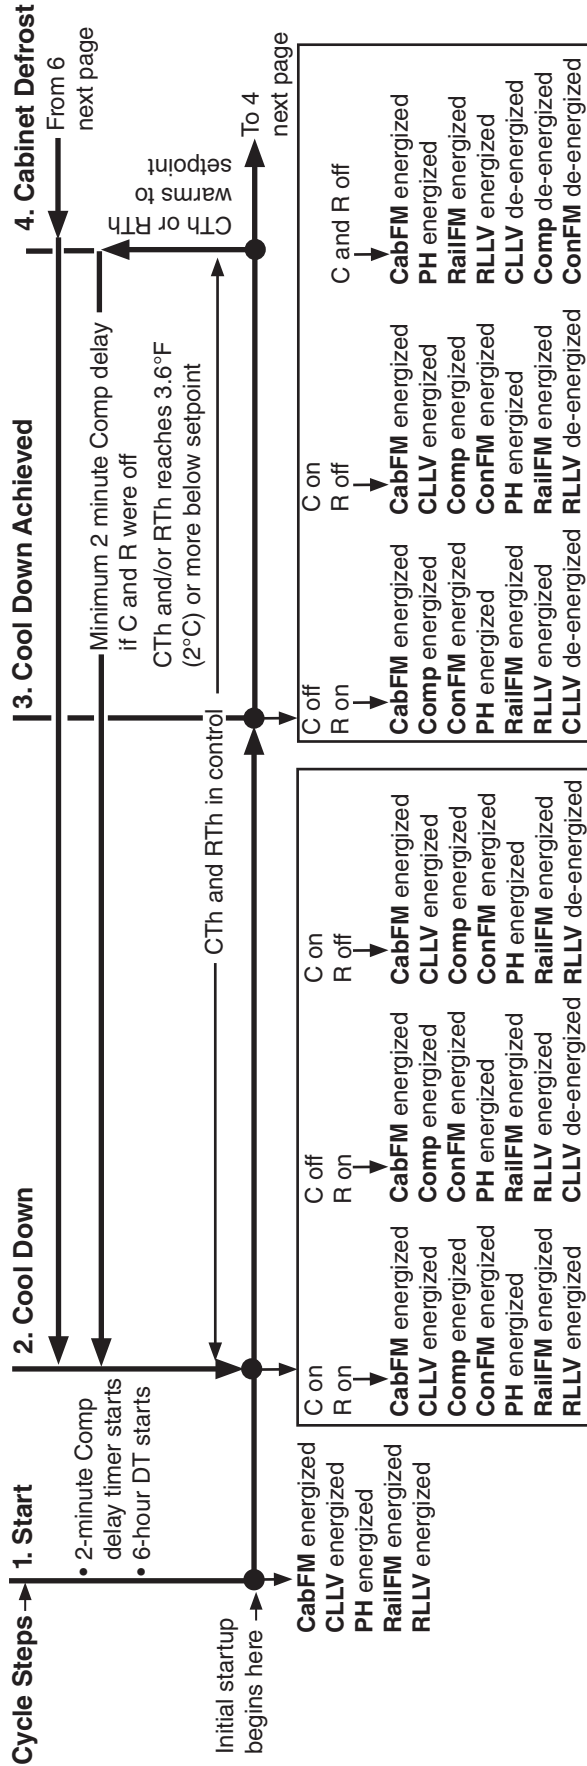 Cycle Steps
1. Start
2. Cool Down
3. Cool Down Achieved
4. Cabinet Defrost
• 2-minute Comp
delay timer starts
• 6-hour DT starts
From 6
next page
Minimum 2 minute Comp delay
if C and R were off
CTh or RTh
warms to
setpoint
CTh and/or RTh reaches 3.6°F
(2°C) or more below setpoint
CTh and RTh in control
Initial startup
begins here
To 4
next page
CabFM energized
CLLV energized
PH energized
RailFM energized
RLLV energized
C on
R on
CabFM energized
CLLV energized
Comp energized
ConFM energized
PH energized
RailFM energized
RLLV energized
C off
R on
CabFM energized
Comp energized
ConFM energized
PH energized
RailFM energized
RLLV energized
CLLV de-energized
C on
R off
CabFM energized
CLLV energized
Comp energized
ConFM energized
PH energized
RailFM energized
RLLV de-energized
C off
R on
CabFM energized
Comp energized
ConFM energized
PH energized
RailFM energized
RLLV energized
CLLV de-energized
C on
R off
CabFM energized
CLLV energized
Comp energized
ConFM energized
PH energized
RailFM energized
RLLV de-energized
C and R off
CabFM energized
PH energized
RailFM energized
RLLV energized
CLLV de-energized
Comp de-energized
ConFM de-energized